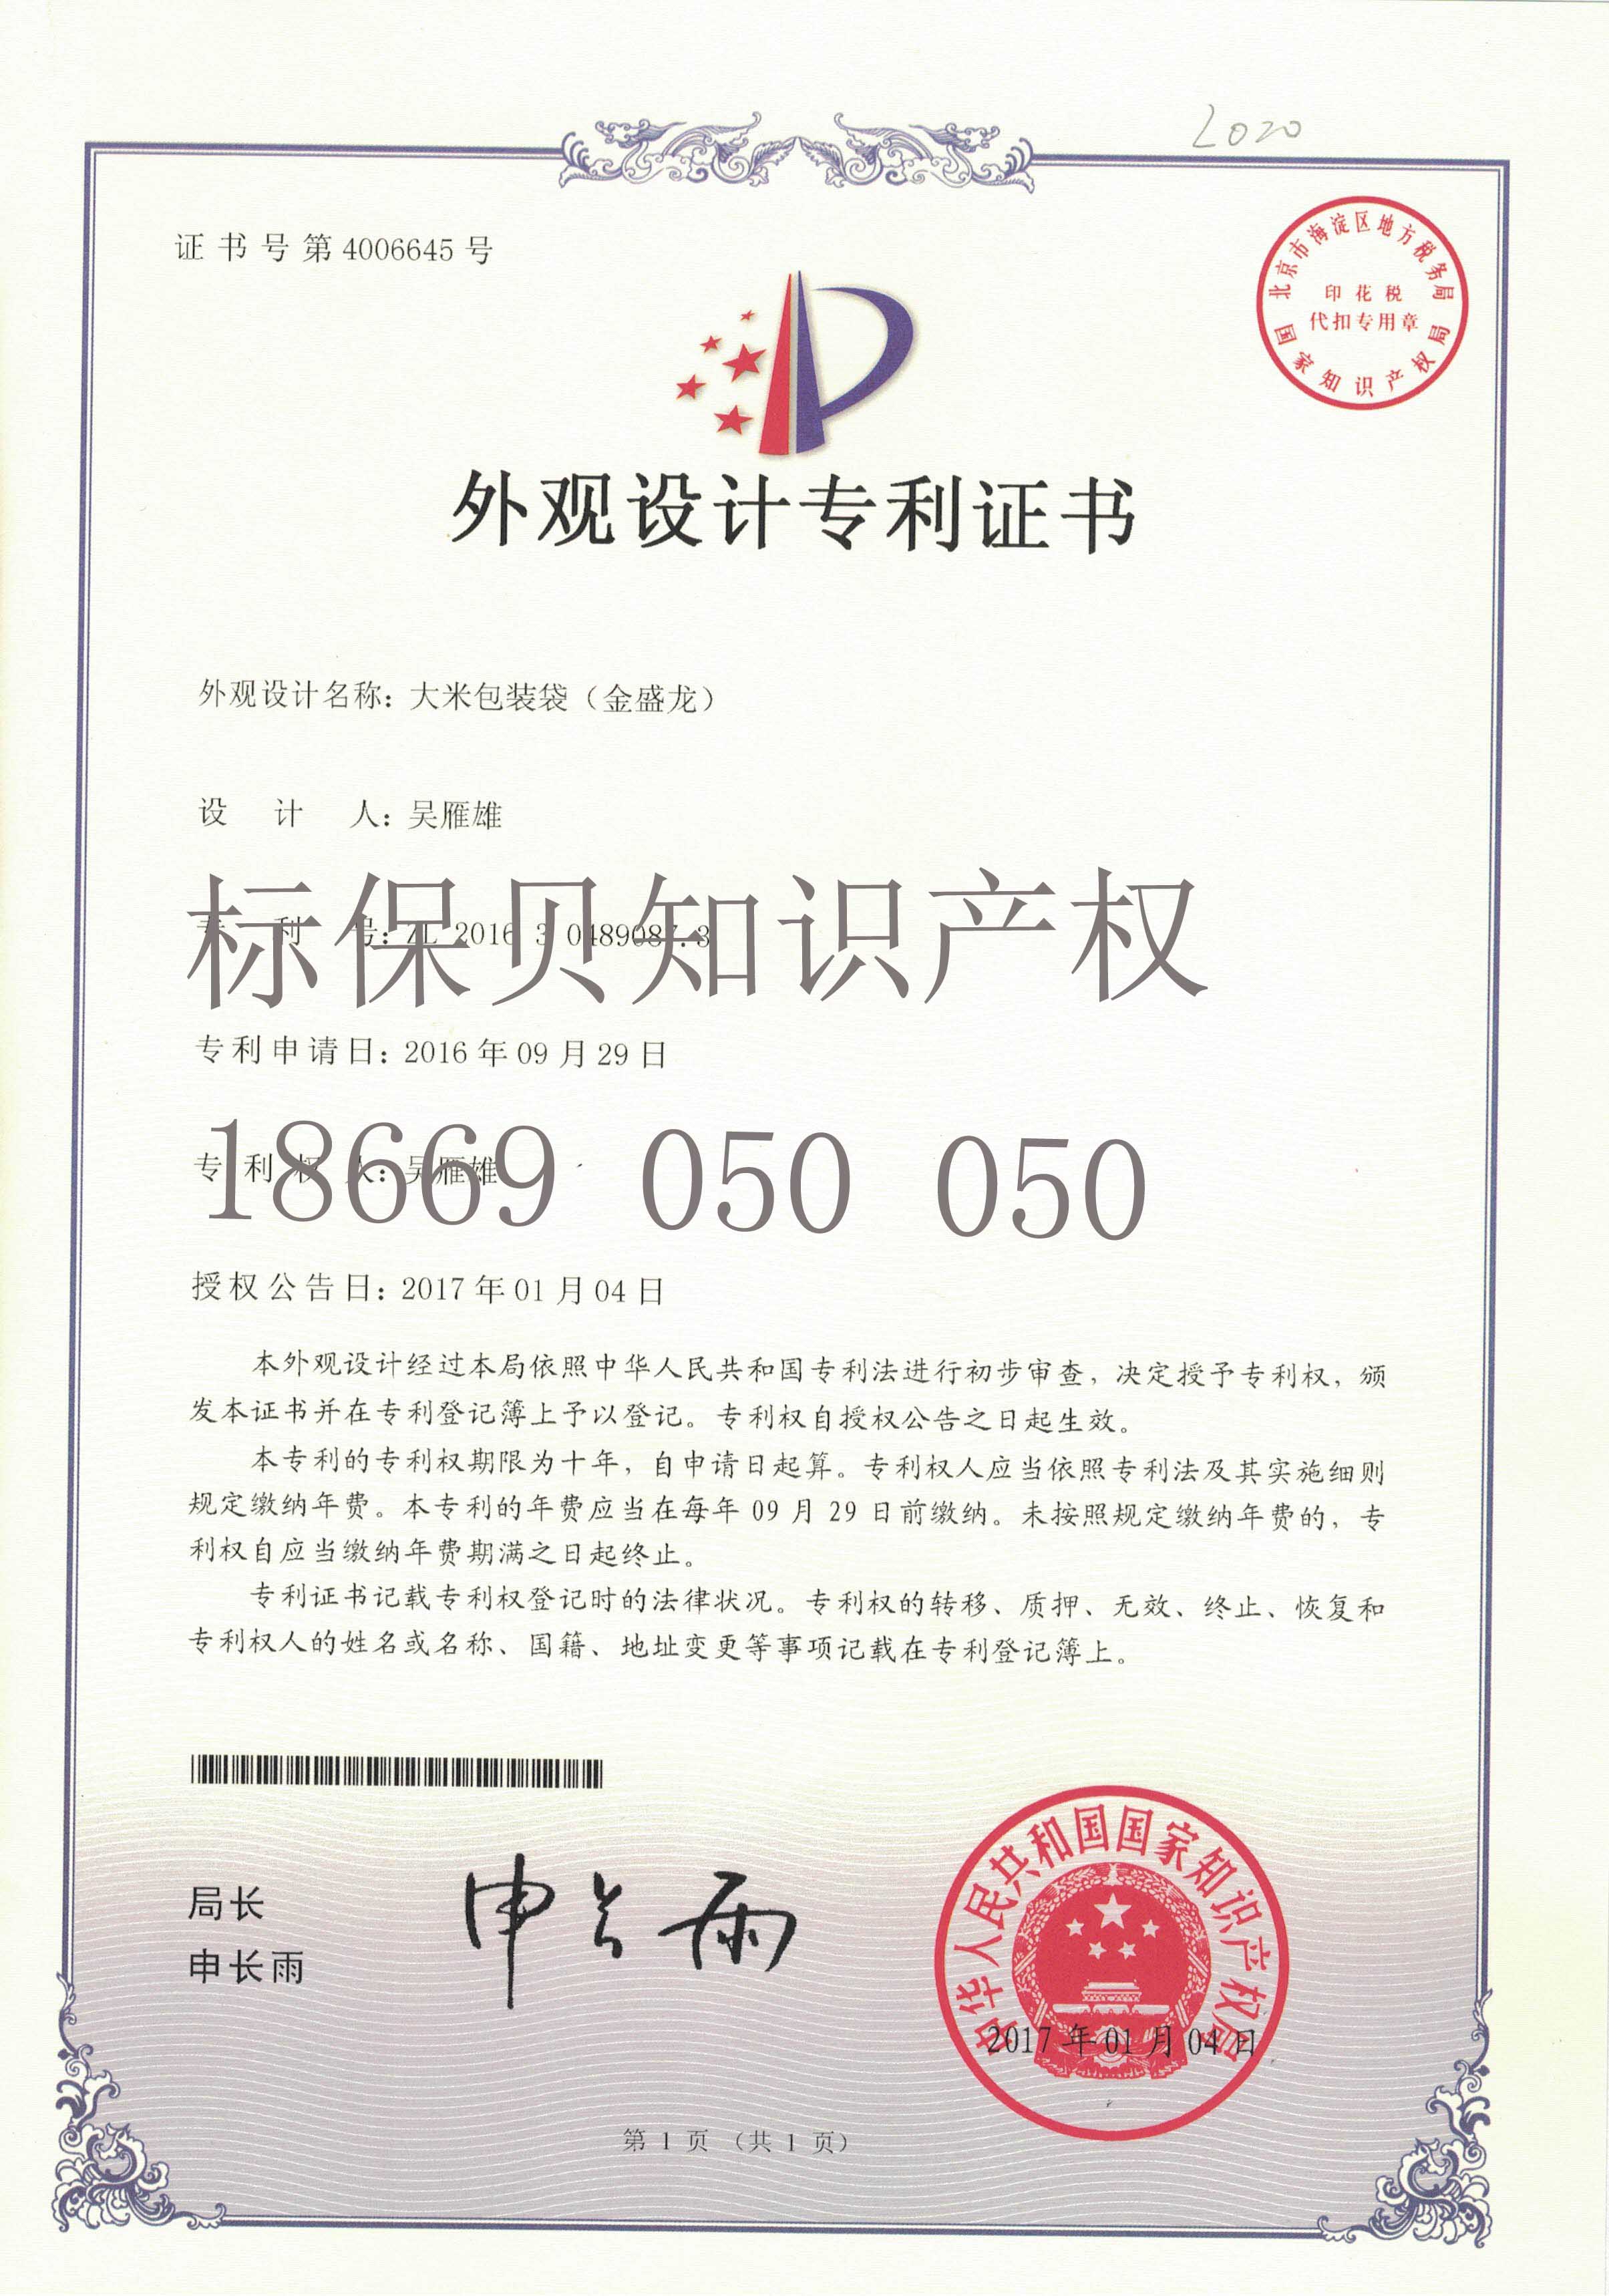 2020
证书号第4006645号
北京市海淀区地方税务局
印花税
代扣专用章
国家知识产权局
外观设计专利证书
外观设计名称：大米包装袋（金盛龙）
设计人：吴雁雄
标保贝知识产权
专利号：ZL 2016 3 0489087.3
专利申请日：2016年09月29日
18669 050 050
专利权人：吴雁雄
授权公告日：2017年01月04日
本外观设计经过本局依照中华人民共和国专利法进行初步审查，决定授予专利权，颁
发本证书并在专利登记簿上予以登记。专利权自授权公告之日起生效。
本专利的专利权期限为十年，自申请日起算。专利权人应当依照专利法及其实施细则
规定缴纳年费。本专利的年费应当在每年09月29日前缴纳。未按照规定缴纳年费的，专
利权自应当缴纳年费期满之日起终止。
专利证书记载专利权登记时的法律状况。专利权的转移、质押、无效、终止、恢复和
专利权人的姓名或名称、国籍、地址变更等事项记载在专利登记簿上。
局长
申长雨
申长雨
中华人民共和国国家知识产权局
2017年01月04日
第1页（共1页）